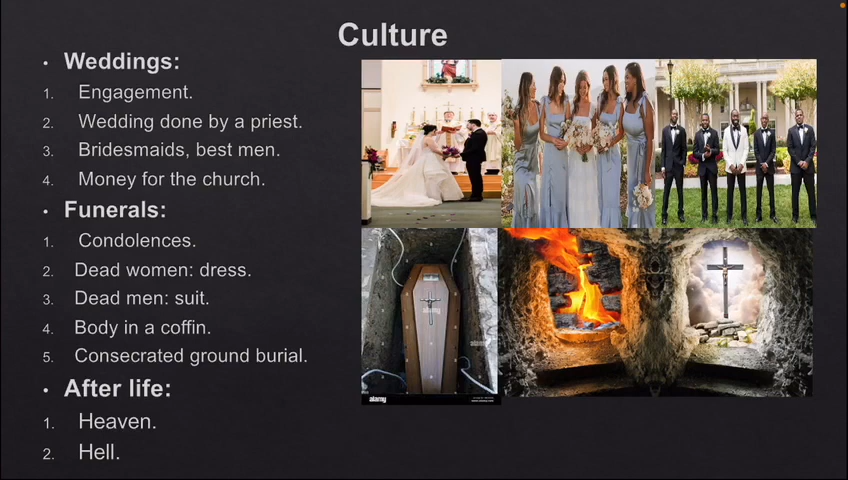 Culture
• Weddings:
1. Engagement.
2. Wedding done by a priest.
3. Bridesmaids, best men.
4. Money for the church.
• Funerals:
1. Condolences.
2. Dead women: dress.
3. Dead men: suit.
4. Body in a coffin.
5. Consecrated ground burial.
• After life:
1. Heaven.
2. Hell.
alamy
alamy
alamy